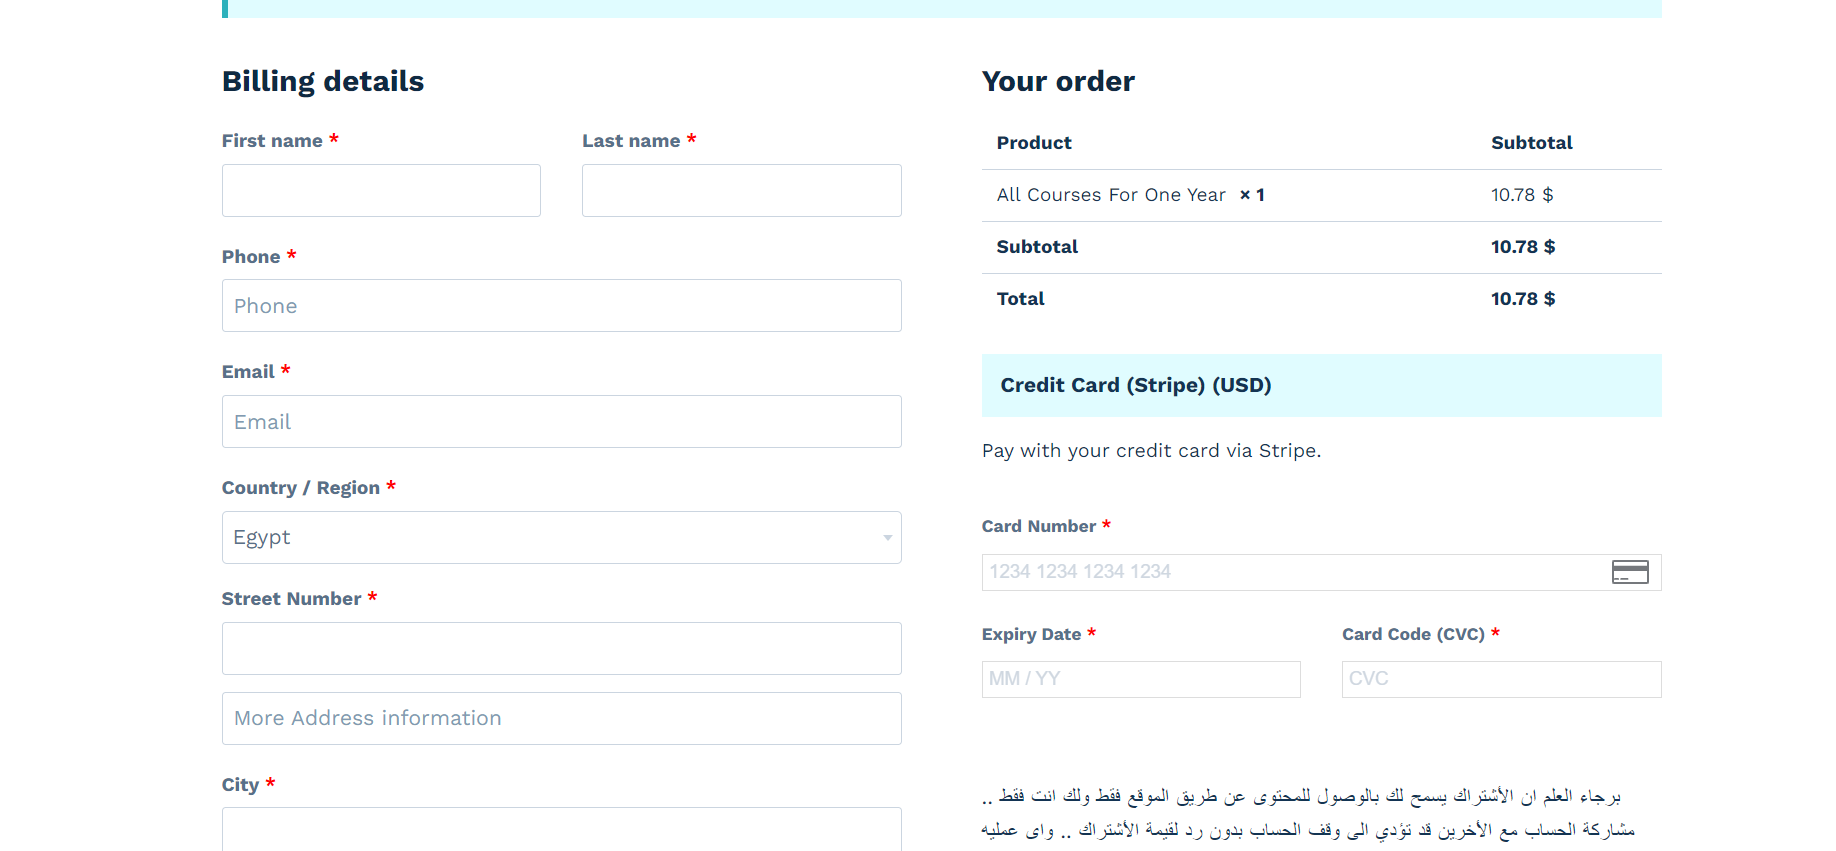 Billing details
First name *
Last name *
Phone *
Phone
Email *
Email
Country / Region *
Egypt
Street Number *
More Address information
City *
Your order
Product Subtotal
All Courses For One Year × 1 10.78 $
Subtotal 10.78 $
Total 10.78 $
Credit Card (Stripe) (USD)
Pay with your credit card via Stripe.
Card Number *
1234 1234 1234 1234
Expiry Date *
MM / YY
Card Code (CVC) *
CVC
برجاء العلم ان الأشتراك يسمح لك بالوصول للمحتوى عن طريق الموقع فقط ولك انت فقط ..
مشاركة الحساب مع الأخرين قد تؤدي الى وقف الحساب بدون رد لقيمة الأشتراك .. واى عمليه